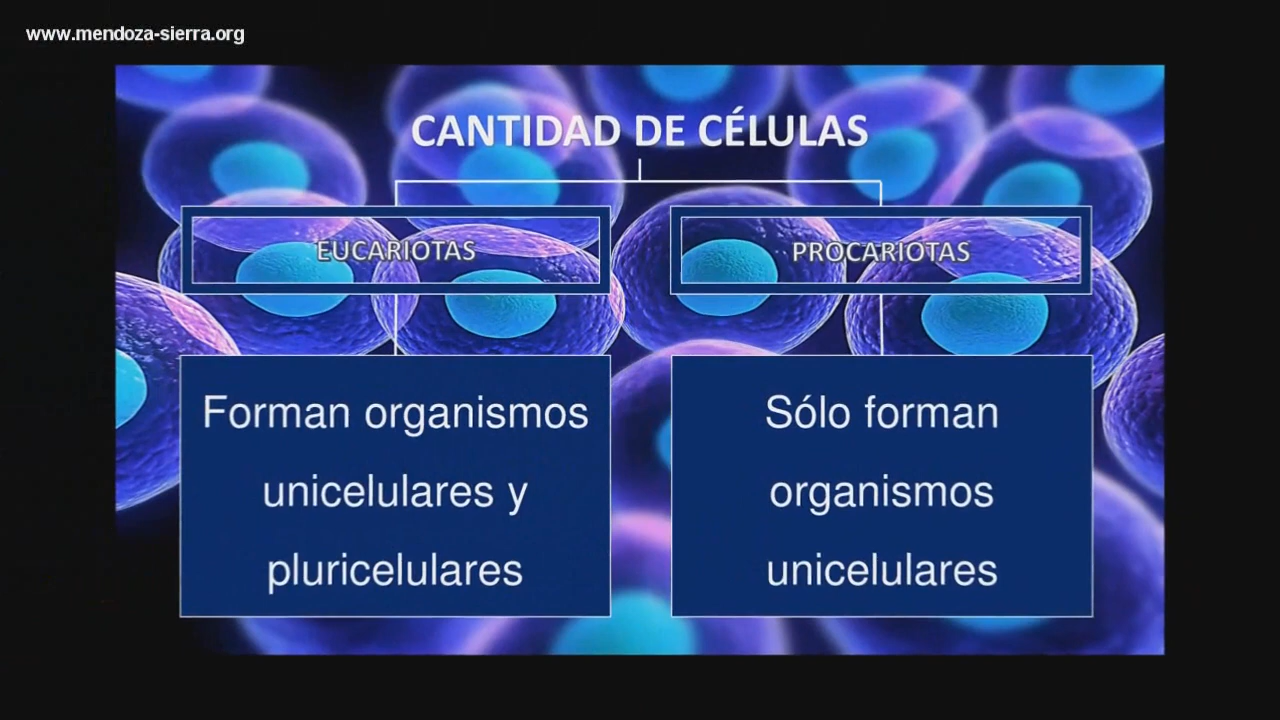 www.mendoza-sierra.org
CANTIDAD DE CÉLULAS
EUCARIOTAS
PROCARIOTAS
Forman organismos
unicelulares y
pluricelulares
Sólo forman
organismos
unicelulares